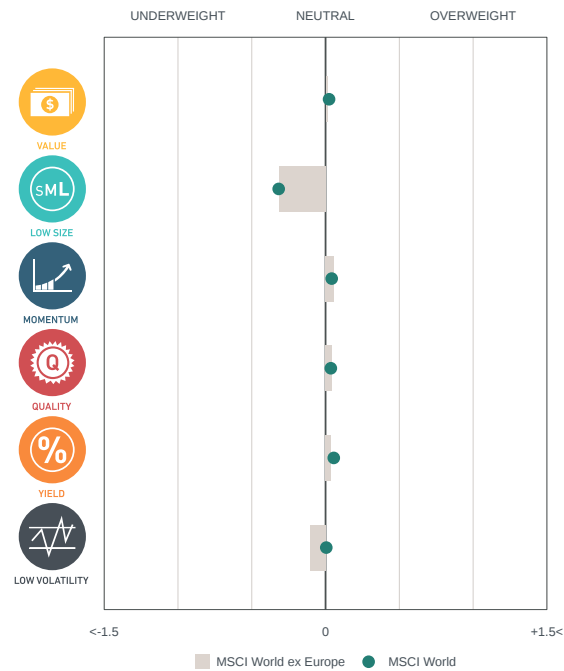 UNDERWEIGHT NEUTRAL OVERWEIGHT
$
VALUE
SML
LOW SIZE
MOMENTUM
Q
QUALITY
%
YIELD
LOW VOLATILITY
<-1.5 0 +1.5<
MSCI World ex Europe MSCI World